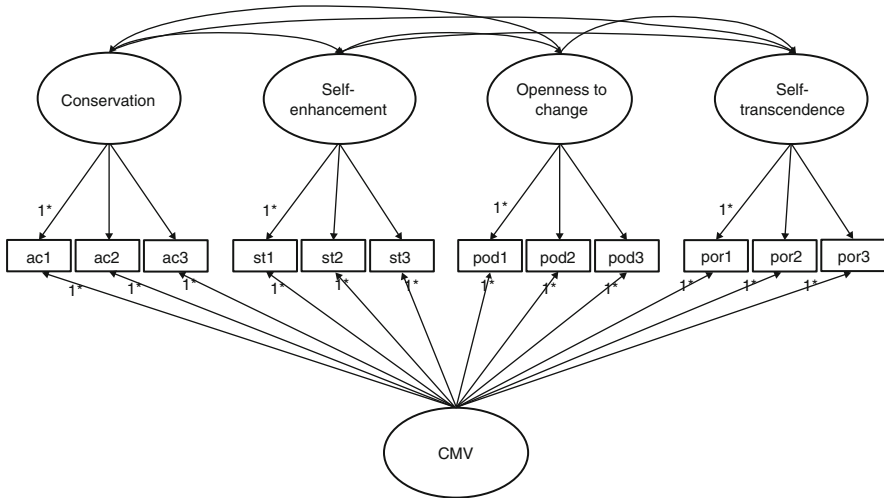 Conservation
Self-
enhancement
Openness to
change
Self-
transcendence
1*
1*
1*
1*
ac1
ac2
ac3
st1
st2
st3
pod1
pod2
pod3
por1
por2
por3
1*
1*
1*
1*
1*
1*
1*
1*
1*
1*
1*
1*
CMV